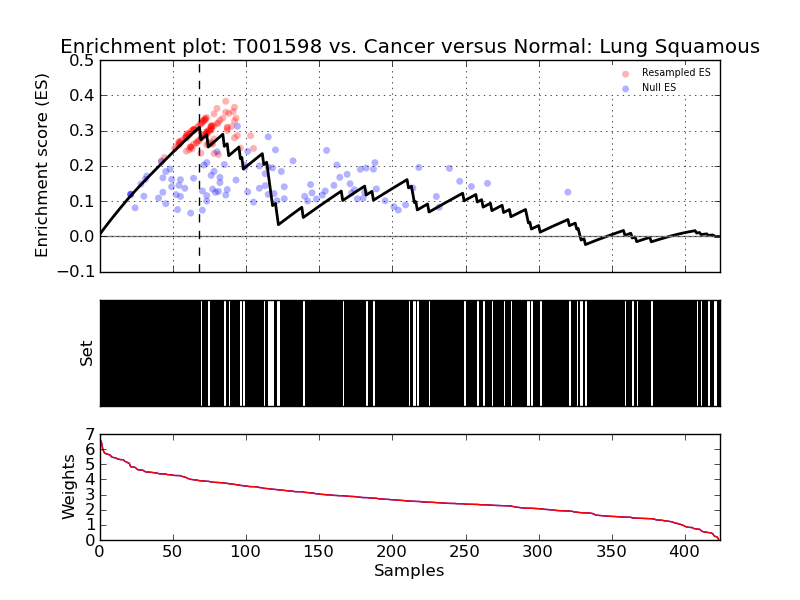 Enrichment plot: T001598 vs. Cancer versus Normal: Lung Squamous
0.5
0.4
0.3
0.2
0.1
0.0
−0.1
Enrichment score (ES)
Resampled ES
Null ES
Set
7
6
5
4
3
2
1
0
Weights
0 50 100 150 200 250 300 350 400
Samples